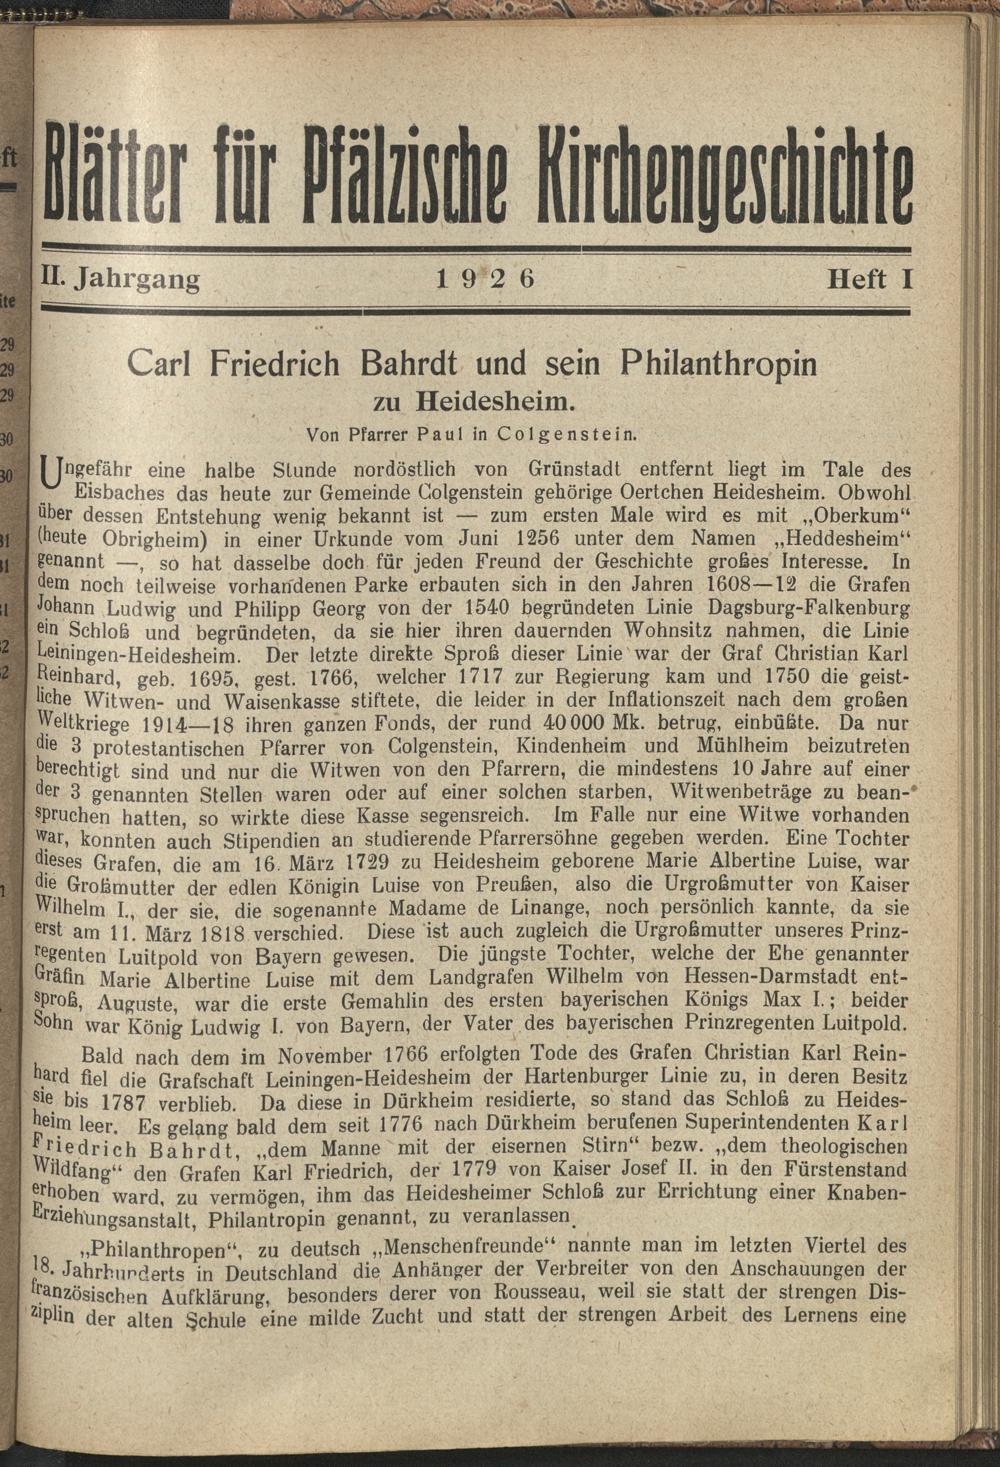 Blätter für Pfälzische Kirchengeschichte
II. Jahrgang 1926 Heft I
Carl Friedrich Bahrdt und sein Philanthropin
zu Heidesheim.
Von Pfarrer Paul in Colgenstein.
Ungefähr eine halbe Stunde nordöstlich von Grünstadt entfernt liegt im Tale des
Eisbaches das heute zur Gemeinde Colgenstein gehörige Oertchen Heidesheim. Obwohl
über dessen Entstehung wenig bekannt ist — zum ersten Male wird es mit „Oberkum“
(heute Obrigheim) in einer Urkunde vom Juni 1256 unter dem Namen „Heddesheim“
genannt —, so hat dasselbe doch für jeden Freund der Geschichte großes Interesse. In
dem noch teilweise vorhandenen Parke erbauten sich in den Jahren 1608—12 die Grafen
Johann Ludwig und Philipp Georg von der 1540 begründeten Linie Dagsburg-Falkenburg
ein Schloß und begründeten, da sie hier ihren dauernden Wohnsitz nahmen, die Linie
Leiningen-Heidesheim. Der letzte direkte Sproß dieser Linie war der Graf Christian Karl
Reinhard, geb. 1695, gest. 1766, welcher 1717 zur Regierung kam und 1750 die geist-
liche Witwen- und Waisenkasse stiftete, die leider in der Inflationszeit nach dem großen
Weltkriege 1914—18 ihren ganzen Fonds, der rund 40 000 Mk. betrug, einbüßte. Da nur
die 3 protestantischen Pfarrer von Colgenstein, Kindenheim und Mühlheim beizutreten
berechtigt sind und nur die Witwen von den Pfarrern, die mindestens 10 Jahre auf einer
der 3 genannten Stellen waren oder auf einer solchen starben, Witwenbeträge zu bean-
spruchen hatten, so wirkte diese Kasse segensreich. Im Falle nur eine Witwe vorhanden
war, konnten auch Stipendien an studierende Pfarrersöhne gegeben werden. Eine Tochter
dieses Grafen, die am 16. März 1729 zu Heidesheim geborene Marie Albertine Luise, war
die Großmutter der edlen Königin Luise von Preußen, also die Urgroßmutter von Kaiser
Wilhelm I., der sie, die sogenannte Madame de Linange, noch persönlich kannte, da sie
erst am 11. März 1818 verschied. Diese ist auch zugleich die Urgroßmutter unseres Prinz-
regenten Luitpold von Bayern gewesen. Die jüngste Tochter, welche der Ehe genannter
Gräfin Marie Albertine Luise mit dem Landgrafen Wilhelm von Hessen-Darmstadt ent-
sproß, Auguste, war die erste Gemahlin des ersten bayerischen Königs Max I.; beider
Sohn war König Ludwig I. von Bayern, der Vater des bayerischen Prinzregenten Luitpold.
Bald nach dem im November 1766 erfolgten Tode des Grafen Christian Karl Rein-
hard fiel die Grafschaft Leiningen-Heidesheim der Hartenburger Linie zu, in deren Besitz
sie bis 1787 verblieb. Da diese in Dürkheim residierte, so stand das Schloß zu Heides-
heim leer. Es gelang bald dem seit 1776 nach Dürkheim berufenen Superintendenten Karl
Friedrich Bahrdt, „dem Manne mit der eisernen Stirn“ bezw. „dem theologischen
Wildfang“ den Grafen Karl Friedrich, der 1779 von Kaiser Josef II. in den Fürstenstand
erhoben ward, zu vermögen, ihm das Heidesheimer Schloß zur Errichtung einer Knaben-
Erziehungsanstalt, Philantropin genannt, zu veranlassen.
„Philanthropen“, zu deutsch „Menschenfreunde“ nannte man im letzten Viertel des
18. Jahrhunderts in Deutschland die Anhänger der Verbreiter von den Anschauungen der
französischen Aufklärung, besonders derer von Rousseau, weil sie statt der strengen Dis-
ziplin der alten Schule eine milde Zucht und statt der strengen Arbeit des Lernens eine
ft
ite
29
29
29
30
30
31
31
31
32
32